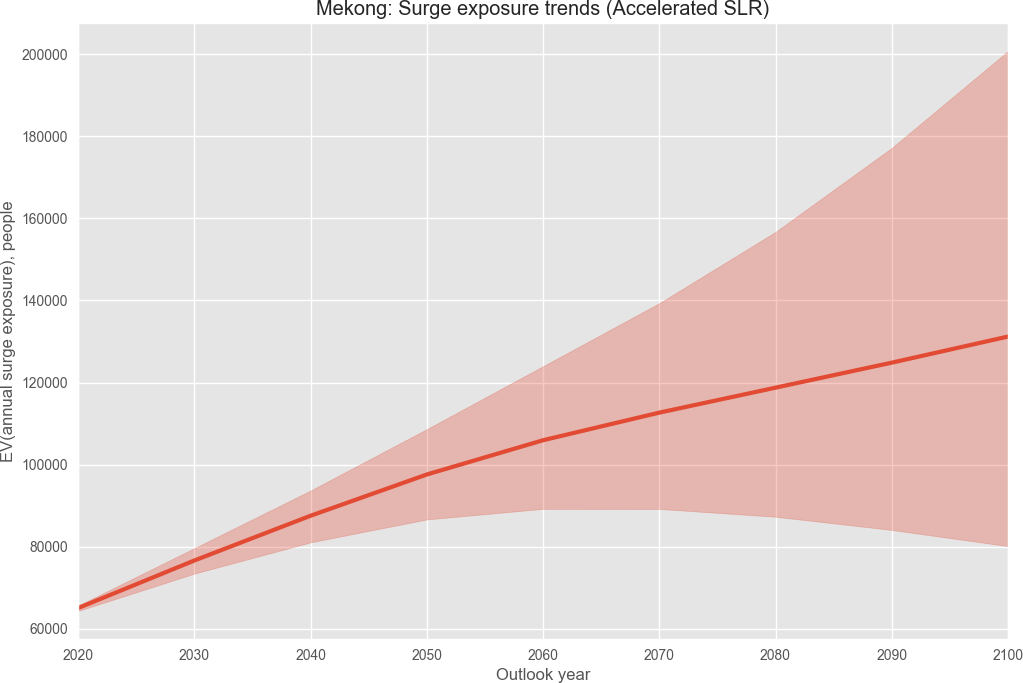 Mekong: Surge exposure trends (Accelerated SLR)
EV(annual surge exposure), people
200000
180000
160000
140000
120000
100000
80000
60000
2020 2030 2040 2050 2060 2070 2080 2090 2100
Outlook year